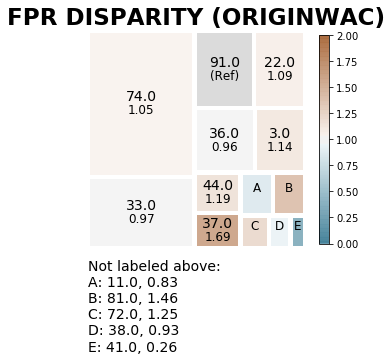 FPR DISPARITY (ORIGINWAC)
74.0
1.05
91.0
(Ref)
22.0
1.09
36.0
0.96
3.0
1.14
33.0
0.97
44.0
1.19
37.0
1.69
A
B
C
D
E
2.00
1.75
1.50
1.25
1.00
0.75
0.50
0.25
0.00
Not labeled above:
A: 11.0, 0.83
B: 81.0, 1.46
C: 72.0, 1.25
D: 38.0, 0.93
E: 41.0, 0.26